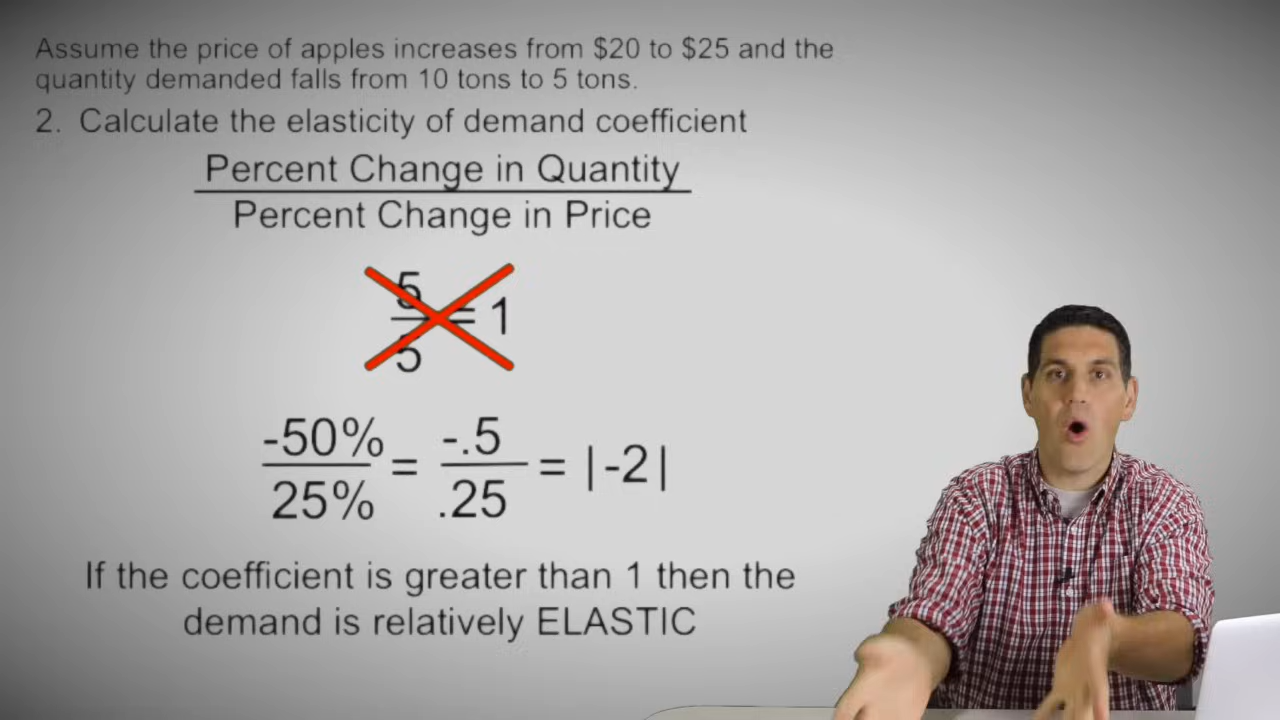 Assume the price of apples increases from $20 to $25 and the
quantity demanded falls from 10 tons to 5 tons.
2. Calculate the elasticity of demand coefficient
Percent Change in Quantity
Percent Change in Price
5
5
= 1
-50%
25%
=
-.5
.25
= |-2|
If the coefficient is greater than 1 then the
demand is relatively ELASTIC